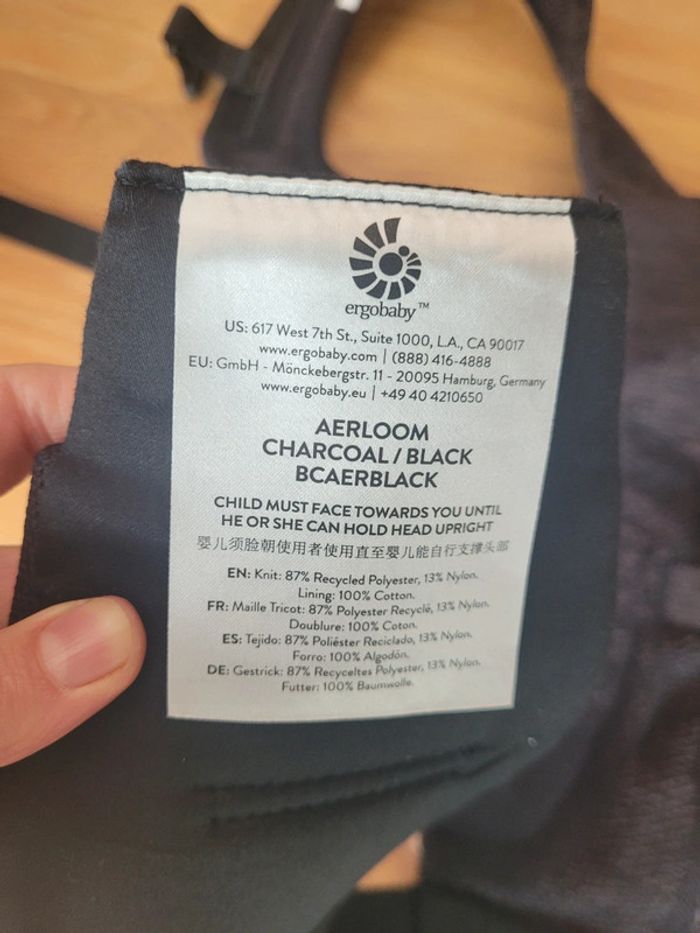 ergobaby™
US: 617 West 7th St., Suite 1000, L.A., CA 90017
www.ergobaby.com | (888) 416-4888
EU: GmbH - Mönckebergstr. 11 - 20095 Hamburg, Germany
www.ergobaby.eu | +49 40 4210650
AERLOOM
CHARCOAL / BLACK
BCAERBLACK
CHILD MUST FACE TOWARDS YOU UNTIL
HE OR SHE CAN HOLD HEAD UPRIGHT
婴儿须脸朝使用者使用直至婴儿能自行支撑头部
EN: Knit: 87% Recycled Polyester, 13% Nylon.
Lining: 100% Cotton.
FR: Maille Tricot: 87% Polyester Recyclé, 13% Nylon.
Doublure: 100% Coton.
ES: Tejido: 87% Poliéster Reciclado, 13% Nylon.
Forro: 100% Algodón.
DE: Gestrick: 87% Recyceltes Polyester, 13% Nylon.
Futter: 100% Baumwolle.